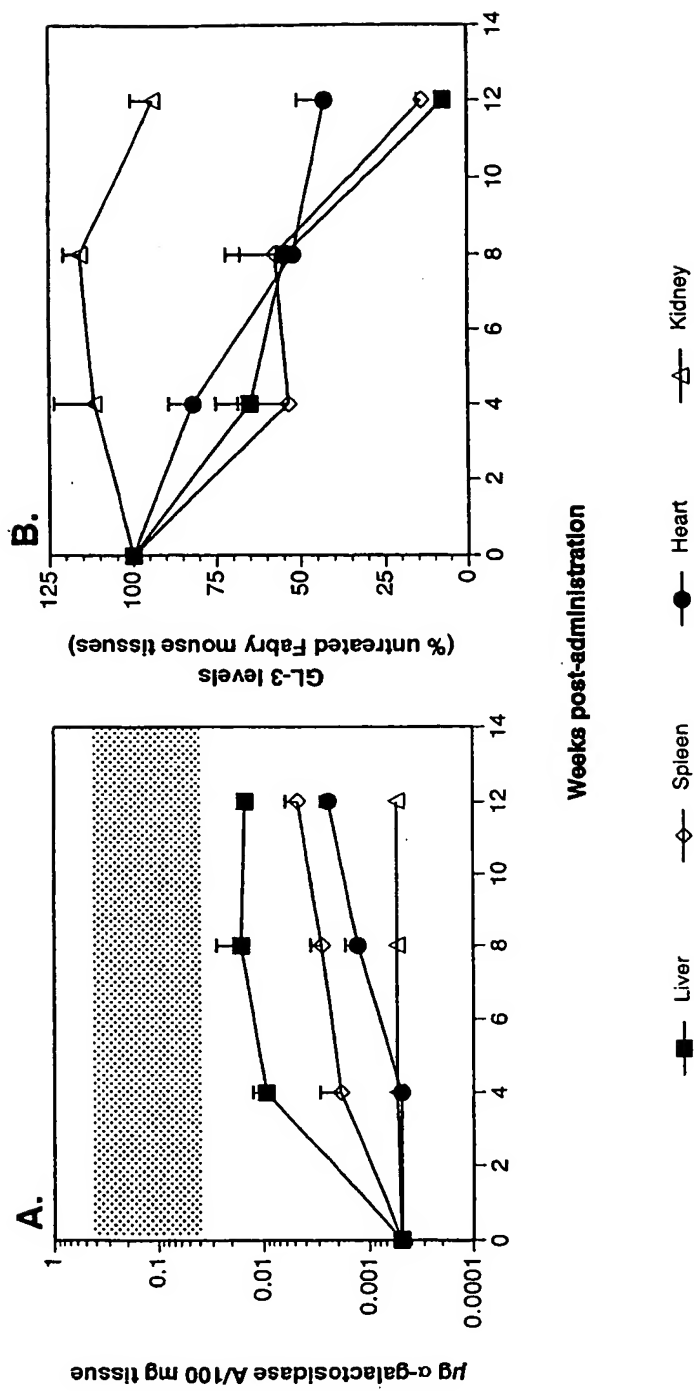 A.
µg α-galactosidase A/100 mg tissue
1
0.1
0.01
0.001
0.0001
0 2 4 6 8 10 12 14
B.
GL-3 levels
(% untreated Fabry mouse tissues)
125
100
75
50
25
0
0 2 4 6 8 10 12 14
Weeks post-administration
Liver
Spleen
Heart
Kidney